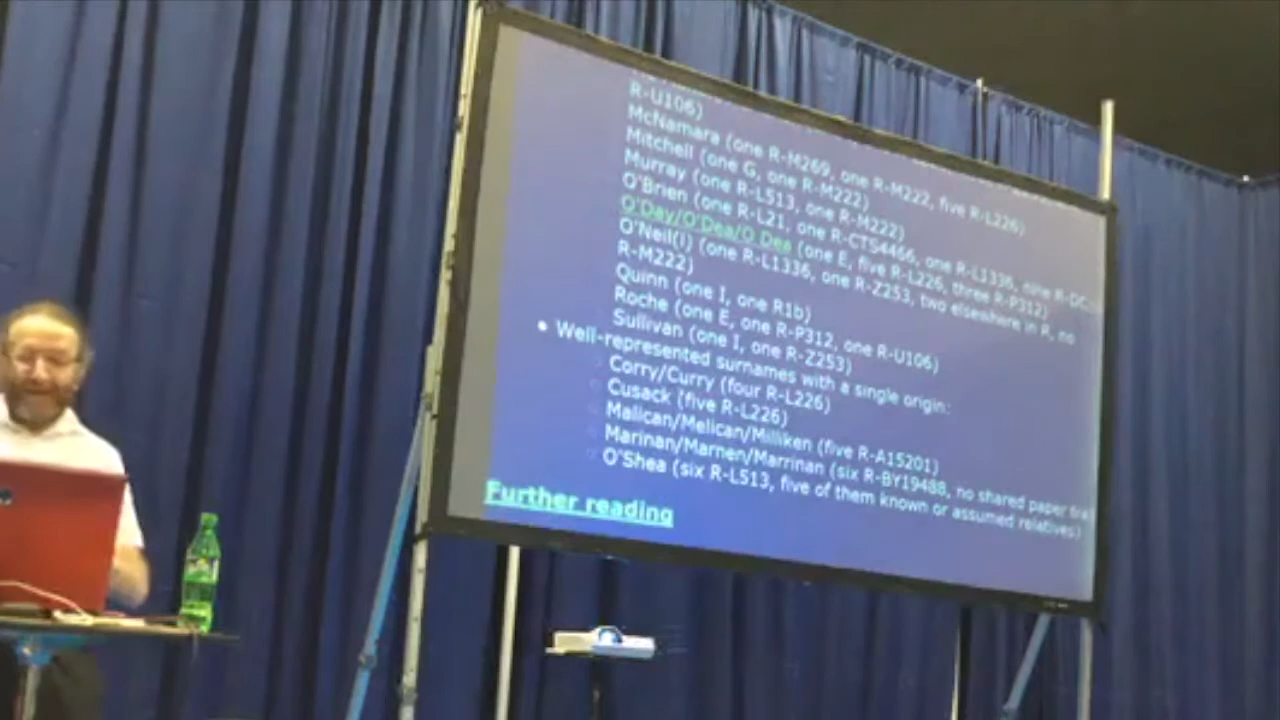 R-U106)
McNamara (one R-M269, one R-M222, five R-L226)
Mitchell (one G, one R-M222)
Murray (one R-L513, one R-M222)
O'Brien (one R-L21, one R-CTS4466, one R-L1336, nine R-DC
O'Day/O'Dea/O Dea (one E, five R-L226, three R-P312)
O'Neil(l) (one R-L1336, one R-Z253, two elsewhere in R, no
R-M222)
Quinn (one I, one R1b)
Roche (one E, one R-P312, one R-U106)
Sullivan (one I, one R-Z253)
• Well-represented surnames with a single origin:
Corry/Curry (four R-L226)
Cusack (five R-L226)
Malican/Melican/Milliken (five R-A15201)
Marinan/Marnen/Marrinan (six R-BY19488, no shared paper
O'Shea (six R-L513, five of them known or assumed relatives)
Further reading